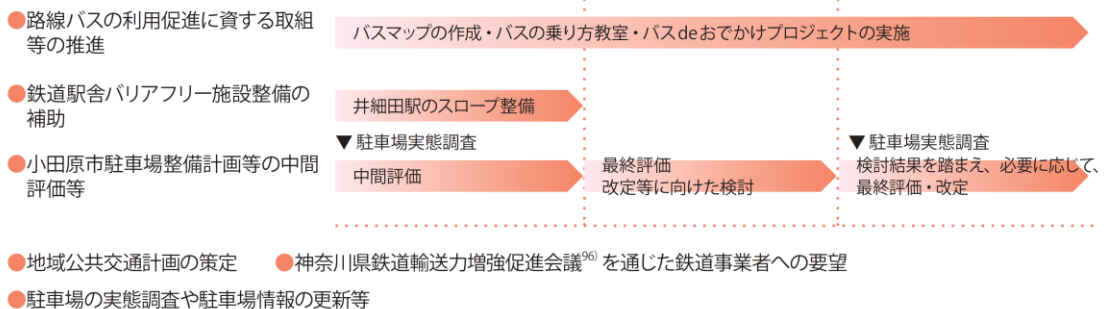 ●路線バスの利用促進に資する取組
等の推進
バスマップの作成・バスの乗り方教室・バスdeおでかけプロジェクトの実施
●鉄道駅舎バリアフリー施設整備の
補助
井細田駅のスロープ整備
●小田原市駐車場整備計画等の中間
評価等
▼ 駐車場実態調査
中間評価
最終評価
改定等に向けた検討
▼ 駐車場実態調査
検討結果を踏まえ、必要に応じて、
最終評価・改定
●地域公共交通計画の策定 ●神奈川県鉄道輸送力増強促進会議96) を通じた鉄道事業者への要望
●駐車場の実態調査や駐車場情報の更新等